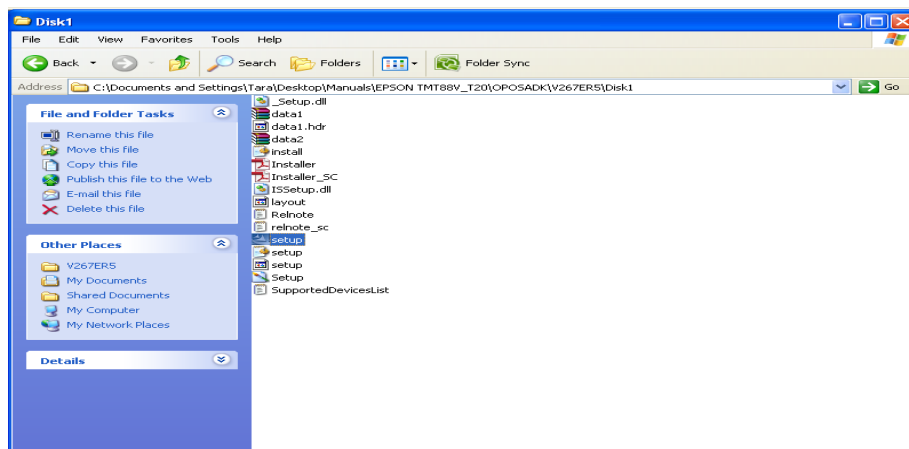 Disk1
File Edit View Favorites Tools Help
Back Search Folders Folder Sync
Address C:\Documents and Settings\Tara\Desktop\Manuals\EPSON TMT88V_T20\OPOSADK\V267ER5\Disk1 Go
File and Folder Tasks
Rename this file
Move this file
Copy this file
Publish this file to the Web
E-mail this file
Delete this file
Other Places
V267ER5
My Documents
Shared Documents
My Computer
My Network Places
Details
_Setup.dll
data1
data1.hdr
data2
install
Installer
Installer_SC
ISSetup.dll
layout
Relnote
relnote_sc
setup
setup
setup
Setup
SupportedDevicesList